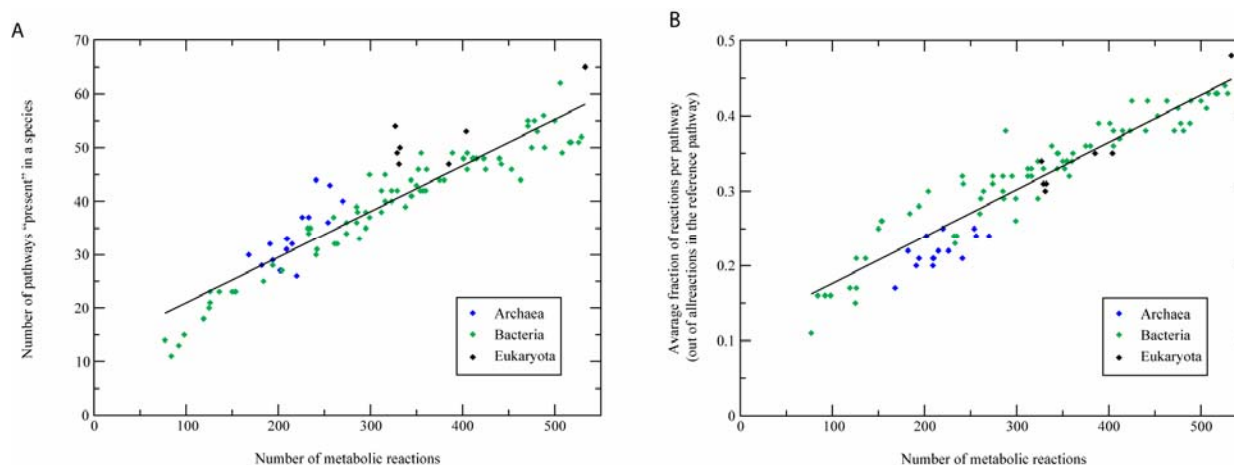 A
Number of pathways "present" in a species
70
60
50
40
30
20
10
0
0 100 200 300 400 500
Number of metabolic reactions
Archaea
Bacteria
Eukaryota
B
Avarage fraction of reactions per pathway
(out of allreactions in the reference pathway)
0.5
0.4
0.3
0.2
0.1
0
0 100 200 300 400 500
Number of metabolic reactions
Archaea
Bacteria
Eukaryota